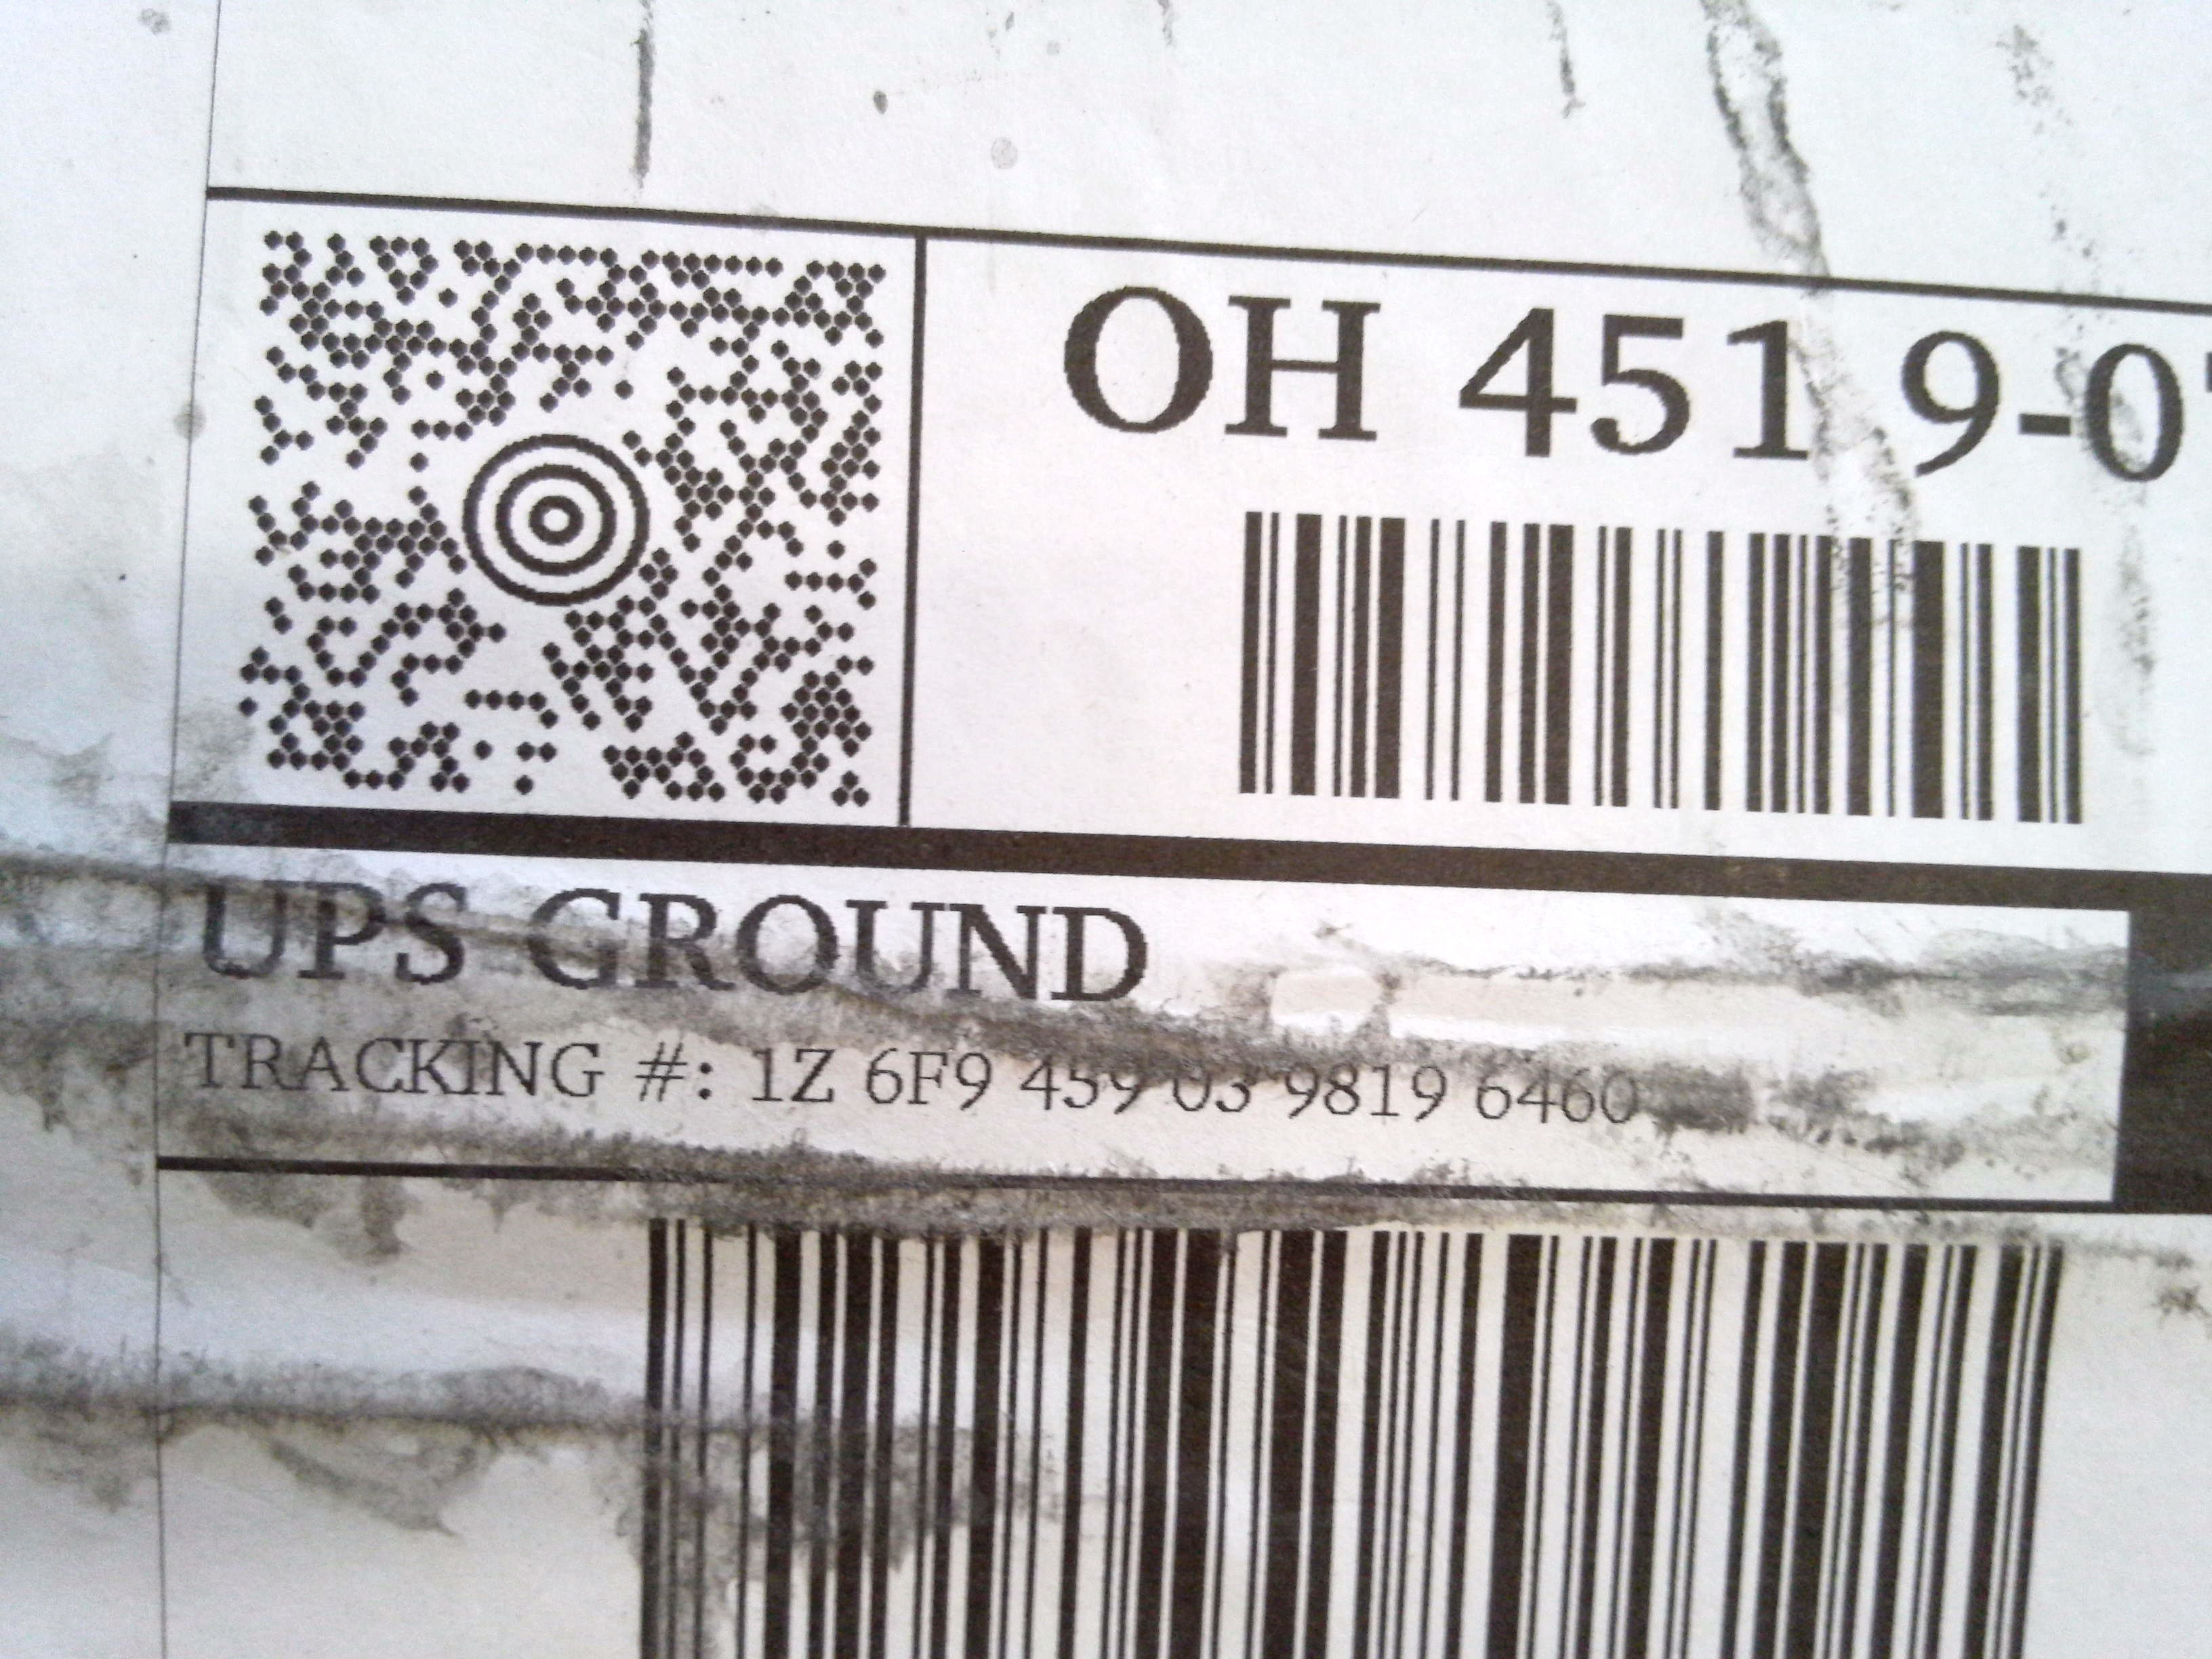 OH 451 9-0
UPS GROUND
TRACKING #: 1Z 6F9 459 03 9819 6460